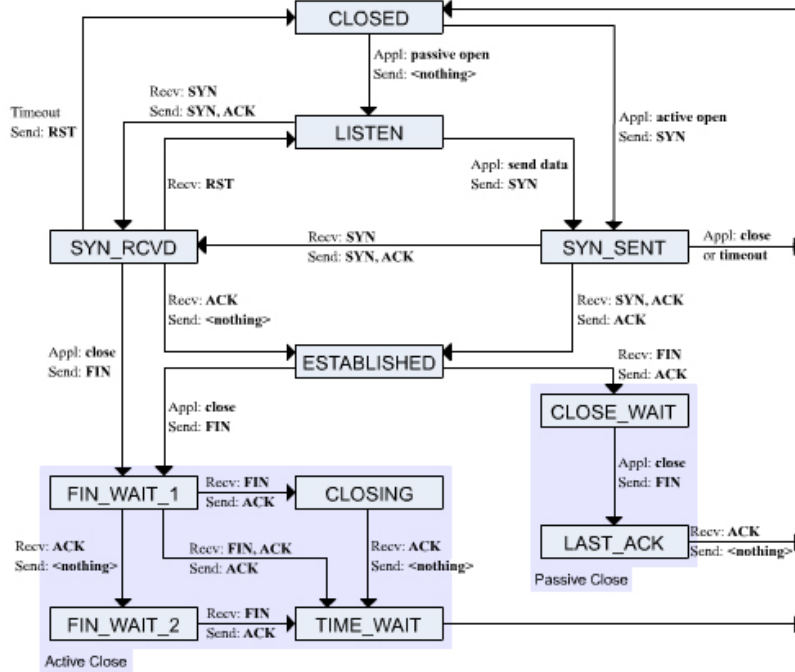 CLOSED
Appl: passive open
Send: <nothing>
Recv: SYN
Send: SYN, ACK
Timeout
Send: RST
LISTEN
Appl: active open
Send: SYN
Appl: send data
Send: SYN
Recv: RST
SYN_RCVD
Recv: SYN
Send: SYN, ACK
SYN_SENT
Appl: close
or timeout
Recv: ACK
Send: <nothing>
Recv: SYN, ACK
Send: ACK
Appl: close
Send: FIN
ESTABLISHED
Recv: FIN
Send: ACK
Appl: close
Send: FIN
CLOSE_WAIT
Appl: close
Send: FIN
FIN_WAIT_1
Recv: FIN
Send: ACK
CLOSING
LAST_ACK
Recv: ACK
Send: <nothing>
Recv: ACK
Send: <nothing>
Recv: FIN, ACK
Send: ACK
Recv: ACK
Send: <nothing>
Passive Close
FIN_WAIT_2
Recv: FIN
Send: ACK
TIME_WAIT
Active Close